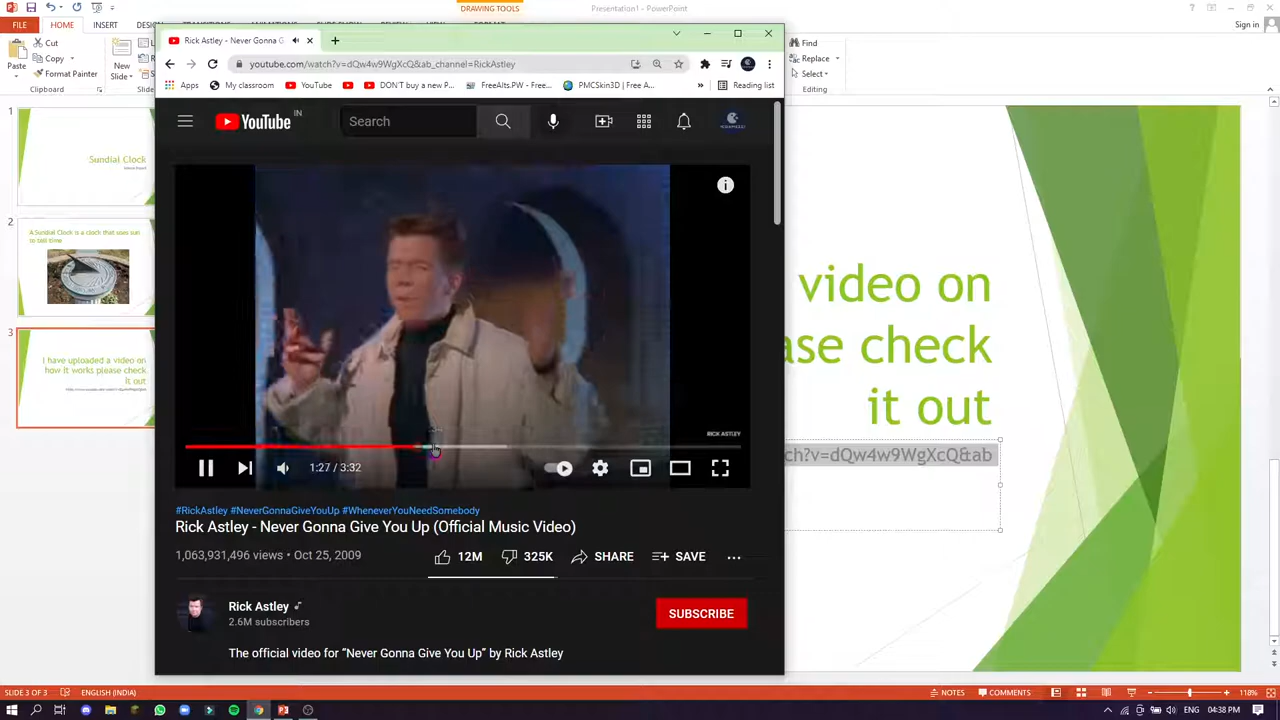 DRAWING TOOLS
Presentation1 - PowerPoint
Sign in
FILE
HOME
INSERT
Cut
Copy
Format Painter
Paste
Clipboard
New
Slide
Find
Replace
Select
Editing
Rick Astley - Never Gonna G
youtube.com/watch?v=dQw4w9WgXcQ&ab_channel=RickAstley
Apps
My classroom
YouTube
DON'T buy a new P...
FreeAlts.PW - Free...
PMCSkin3D | Free A...
»
Reading list
YouTube IN
Search
RICK ASTLEY
1:27 / 3:32
#RickAstley #NeverGonnaGiveYouUp #WheneverYouNeedSomebody
Rick Astley - Never Gonna Give You Up (Official Music Video)
1,063,931,496 views • Oct 25, 2009
12M
325K
SHARE
SAVE
Rick Astley
2.6M subscribers
SUBSCRIBE
The official video for “Never Gonna Give You Up” by Rick Astley
1
Sundial Clock
2
A Sundial Clock is a clock that uses sun
to tell time
3
I have uploaded a video on
how it works please check
it out
video on
ase check
it out
ch?v=dQw4w9WgXcQ&ab
SLIDE 3 OF 3
ENGLISH (INDIA)
NOTES
COMMENTS
118%
ENG
04:38 PM